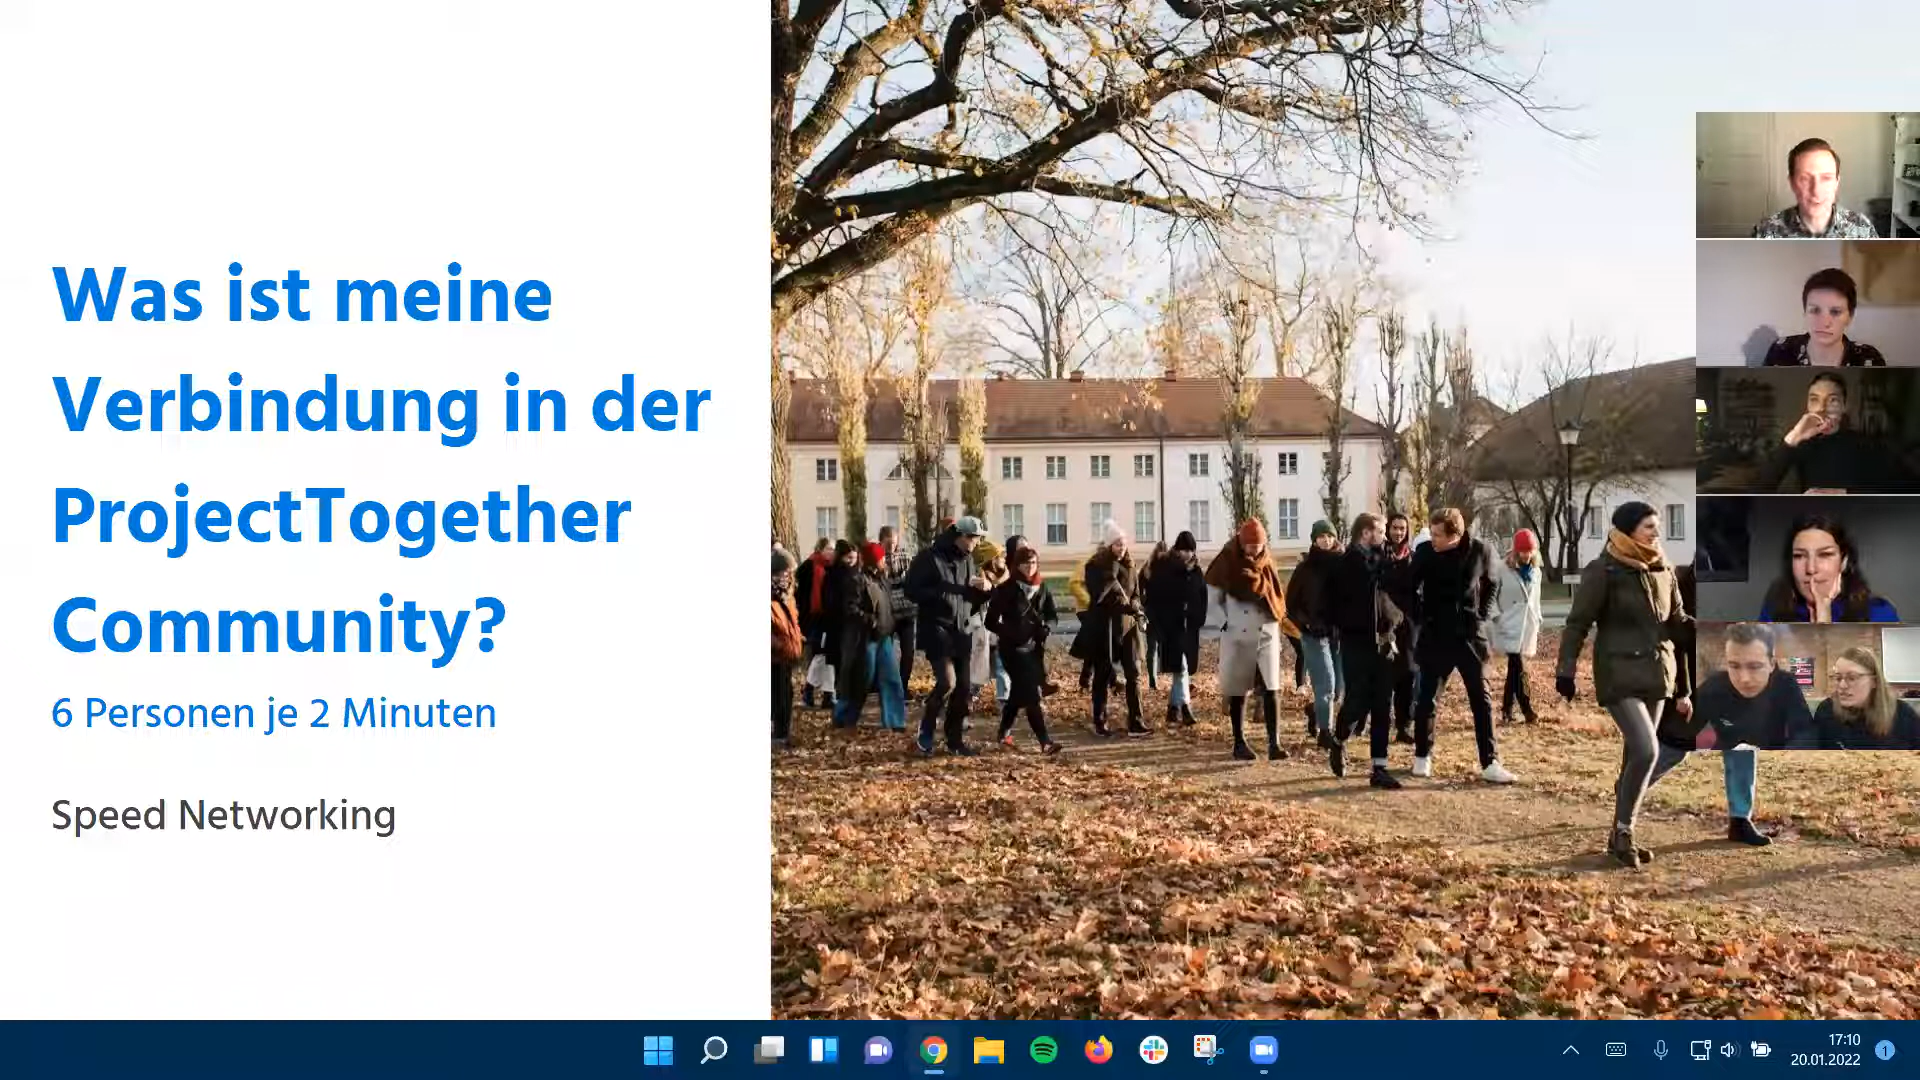 Was ist meine
Verbindung in der
ProjectTogether
Community?
6 Personen je 2 Minuten
Speed Networking
17:10
20.01.2022
1